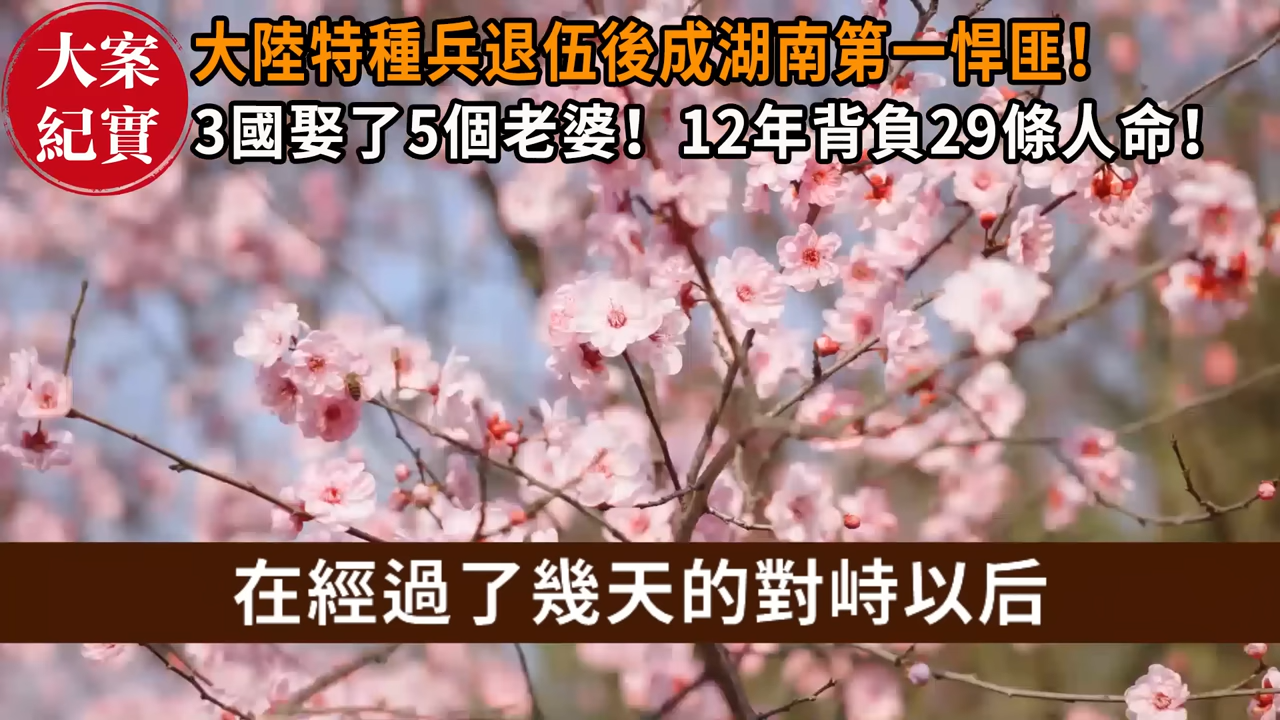 大案
紀實
大陸特種兵退伍後成湖南第一悍匪！
3國娶了5個老婆！12年背負29條人命！
在經過了幾天的對峙以后